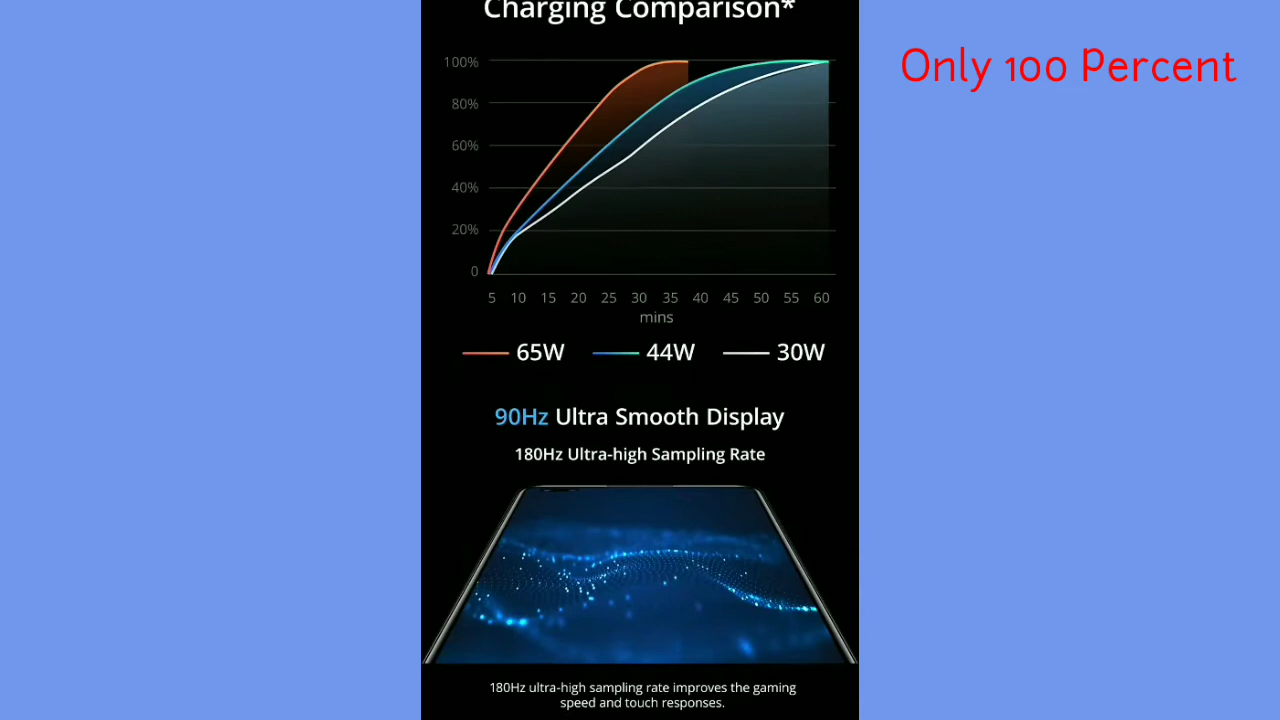 Charging Comparison*
Only 100 Percent
100%
80%
60%
40%
20%
0
5 10 15 20 25 30 35 40 45 50 55 60
mins
65W 44W 30W
90Hz Ultra Smooth Display
180Hz Ultra-high Sampling Rate
180Hz ultra-high sampling rate improves the gaming
speed and touch responses.